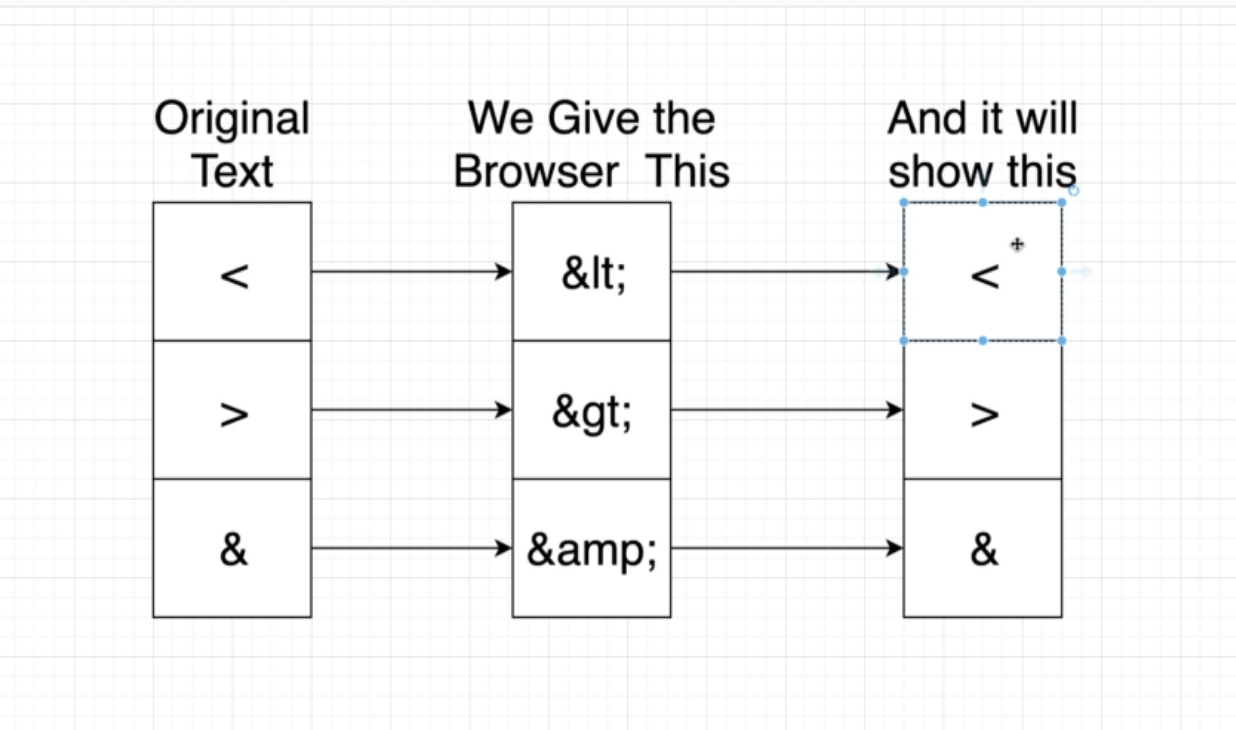 Original
Text
We Give the
Browser  This
And it will
show this
<
&lt;
<
>
&gt;
>
&
&amp;
&